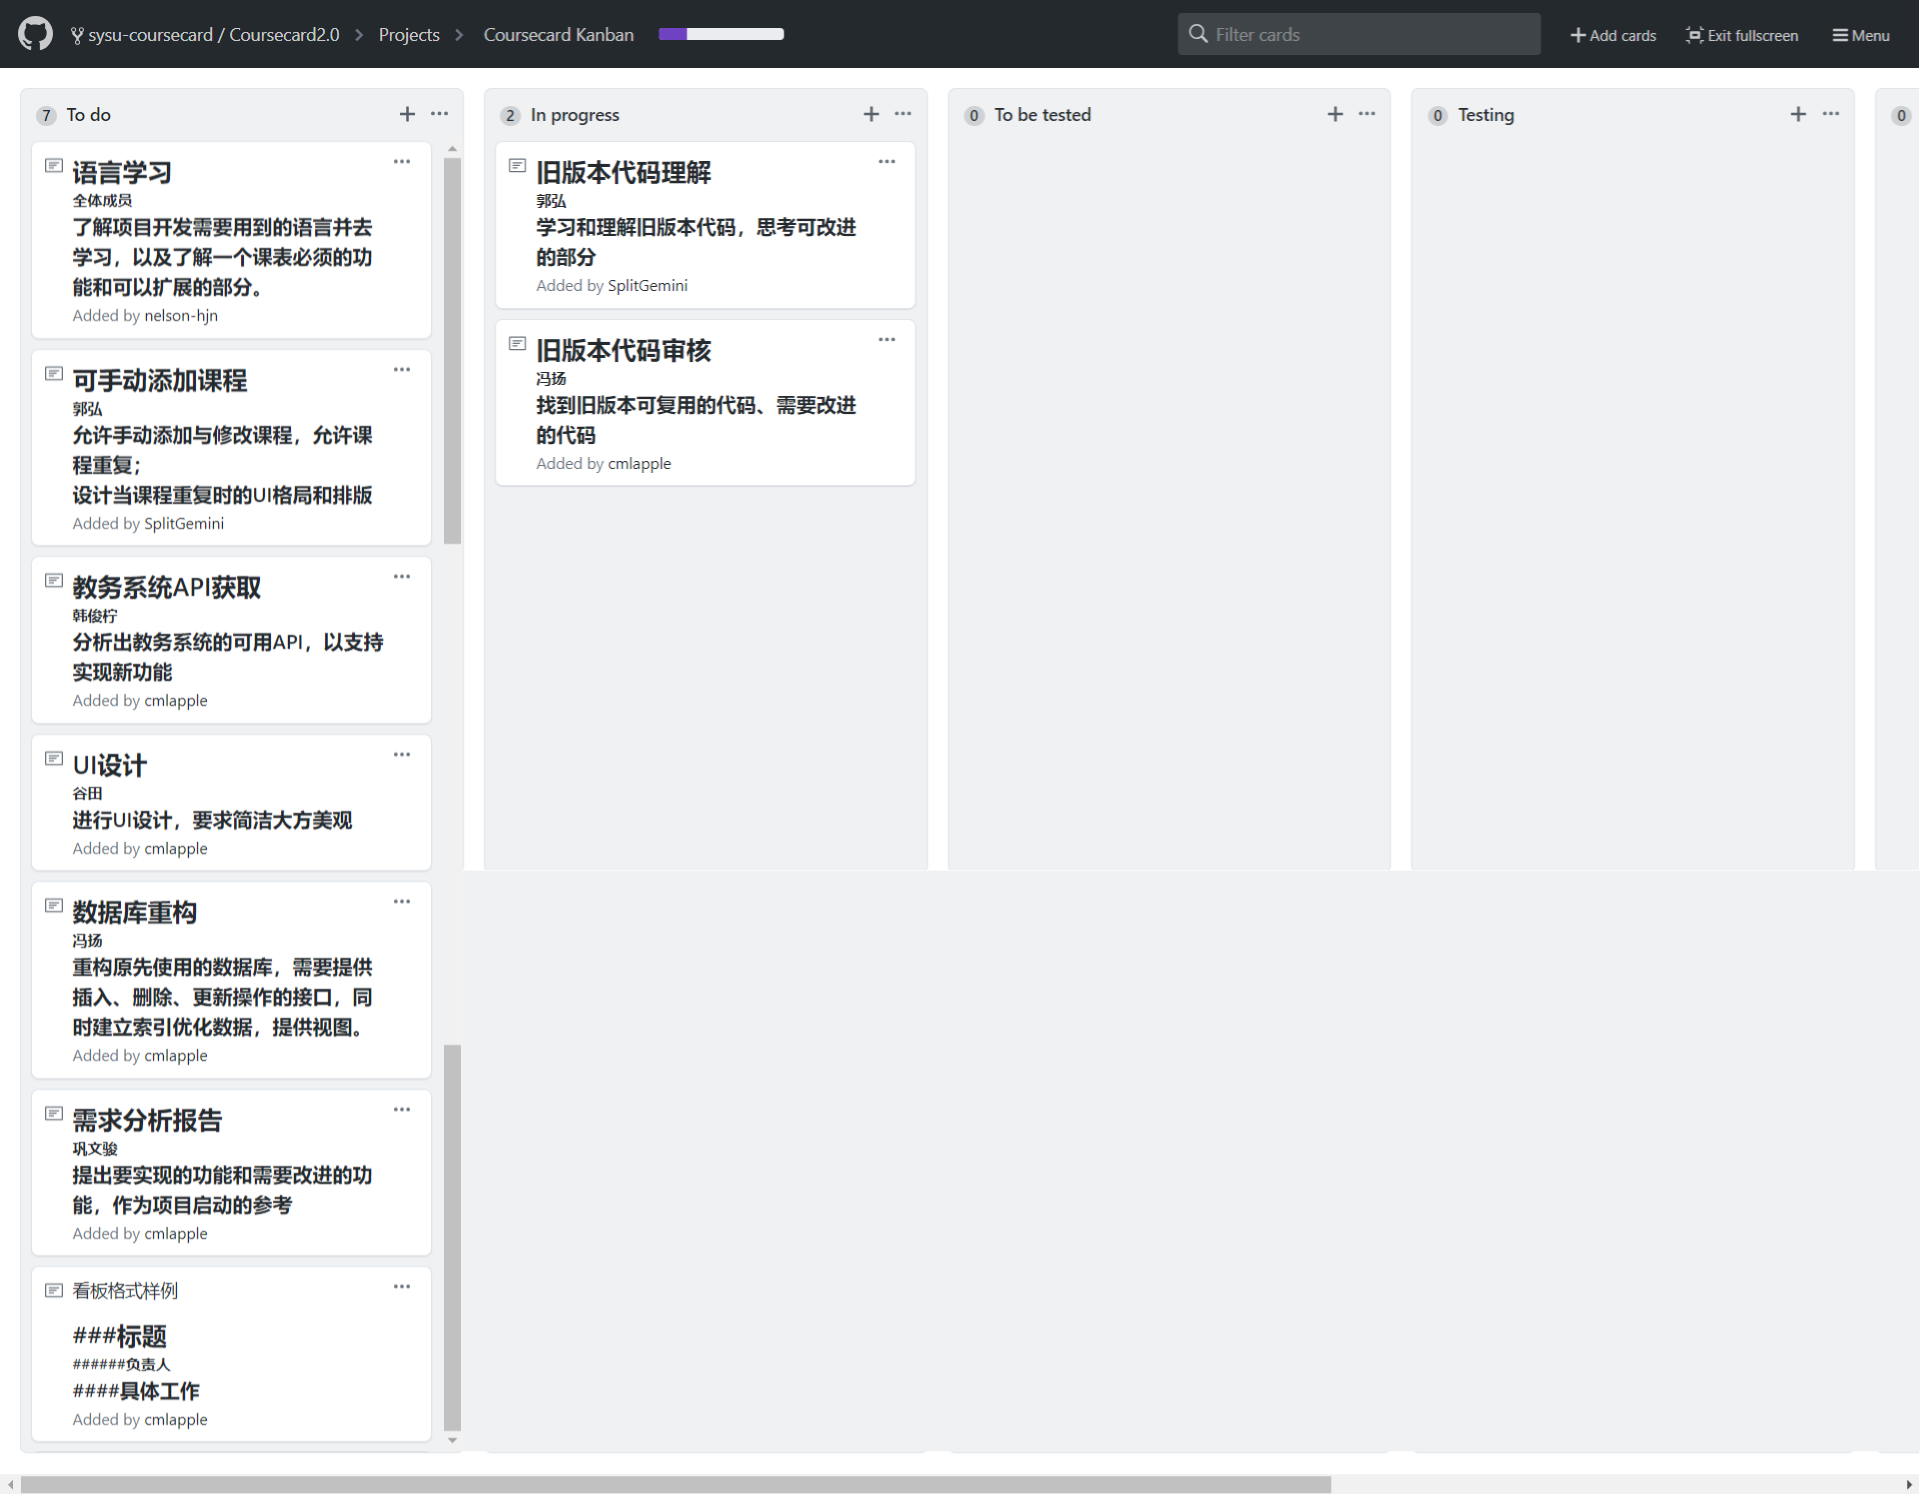 sysu-coursecard / Coursecard2.0 Projects Coursecard Kanban Filter cards Add cards Exit fullscreen Menu
7 To do
语言学习
全体成员
了解项目开发需要用到的语言并去
学习，以及了解一个课表必须的功
能和可以扩展的部分。
Added by nelson-hjn
可手动添加课程
郭弘
允许手动添加与修改课程，允许课
程重复；
设计当课程重复时的UI格局和排版
Added by SplitGemini
教务系统API获取
韩俊柠
分析出教务系统的可用API，以支持
实现新功能
Added by cmlapple
UI设计
谷田
进行UI设计，要求简洁大方美观
Added by cmlapple
数据库重构
冯扬
重构原先使用的数据库，需要提供
插入、删除、更新操作的接口，同
时建立索引优化数据，提供视图。
Added by cmlapple
需求分析报告
巩文骏
提出要实现的功能和需要改进的功
能，作为项目启动的参考
Added by cmlapple
看板格式样例
###标题
######负责人
####具体工作
Added by cmlapple
2 In progress
旧版本代码理解
郭弘
学习和理解旧版本代码，思考可改进
的部分
Added by SplitGemini
旧版本代码审核
冯扬
找到旧版本可复用的代码、需要改进
的代码
Added by cmlapple
0 To be tested
0 Testing
0